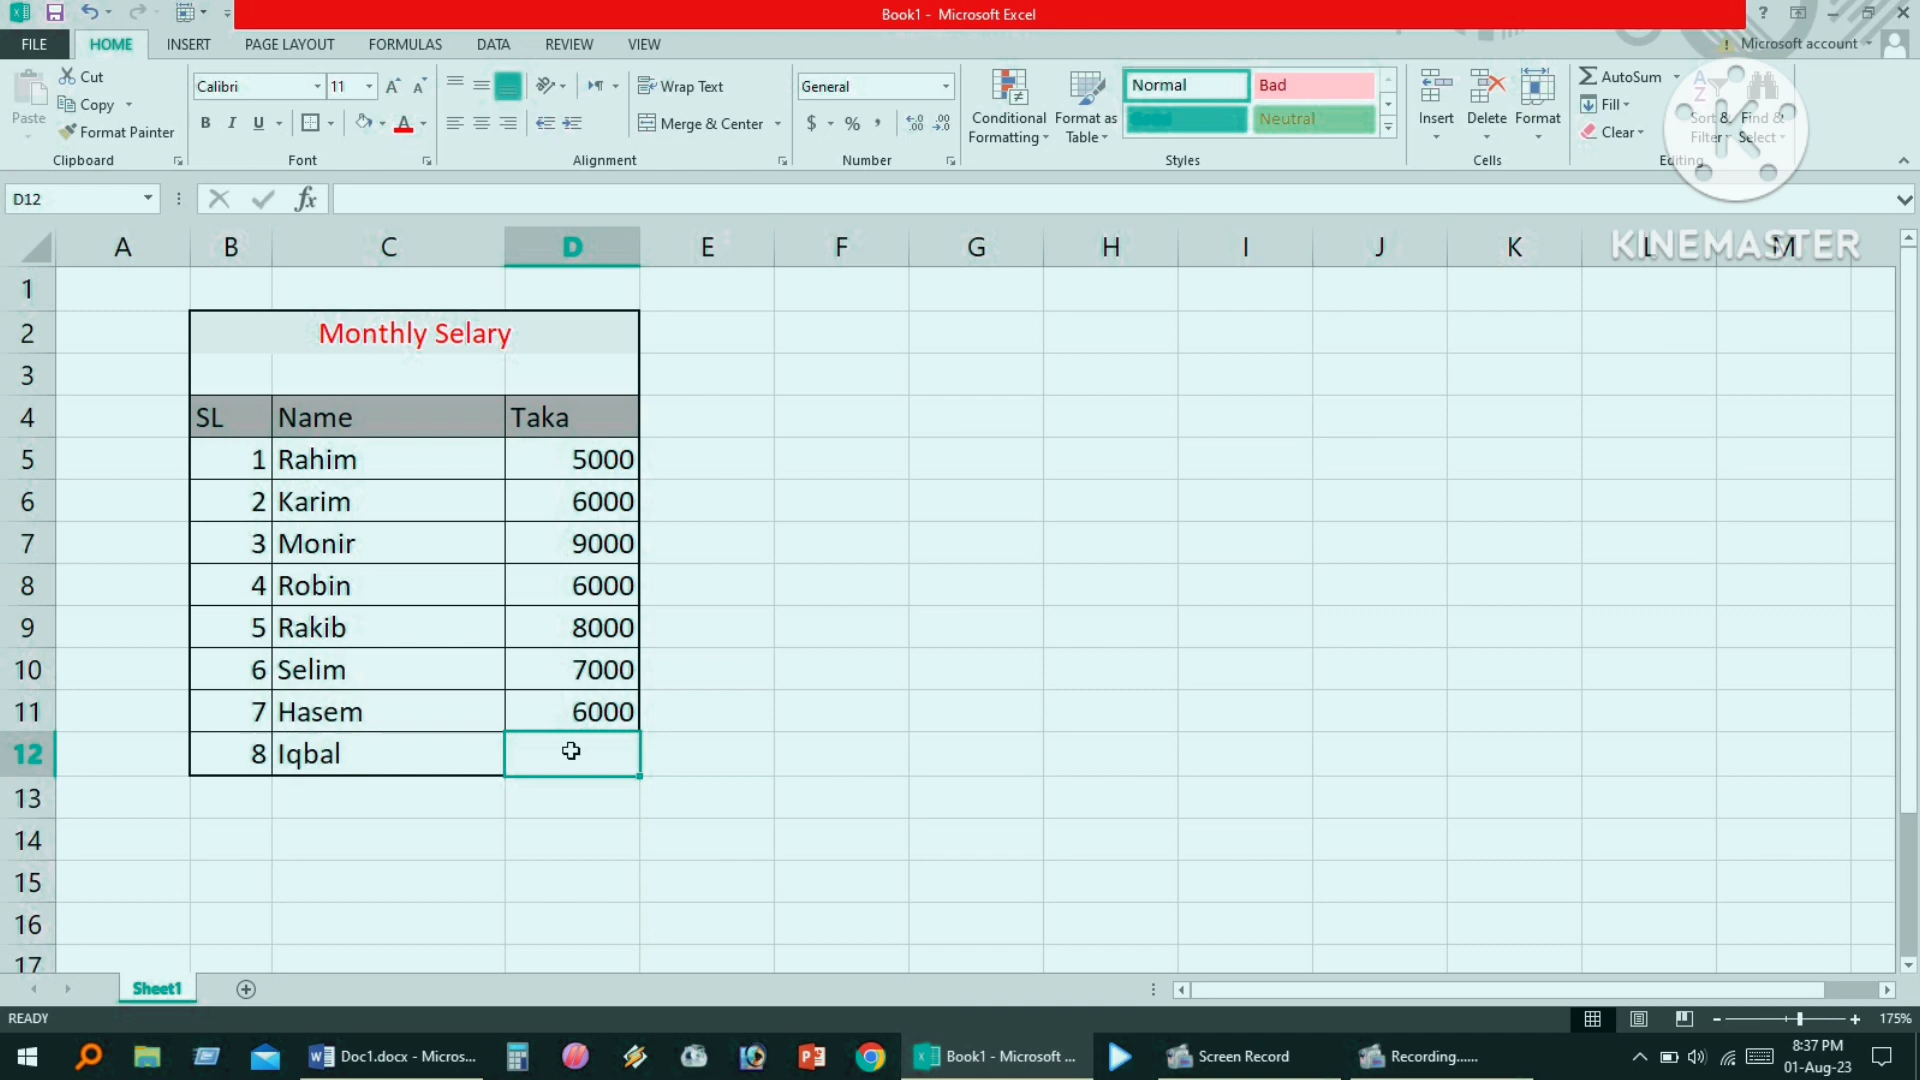 Book1 - Microsoft Excel
?
FILE HOME INSERT PAGE LAYOUT FORMULAS DATA REVIEW VIEW
Microsoft account
Paste
Cut
Copy
Format Painter
Clipboard
Calibri 11
B I U
Font
Wrap Text
Merge & Center
Alignment
General
$ % ,
Number
Conditional
Formatting
Format as
Table
Normal Bad
Neutral
Styles
Insert Delete Format
Cells
AutoSum
Fill
Clear
Sort &
Filter
Find &
Select
Editing
K
KINEMASTER
D12
fx
A B C D E F G H I J K L M
1
2 Monthly Selary
3
4 SL Name Taka
5 1 Rahim 5000
6 2 Karim 6000
7 3 Monir 9000
8 4 Robin 6000
9 5 Rakib 8000
10 6 Selim 7000
11 7 Hasem 6000
12 8 Iqbal
13
14
15
16
17
Sheet1
READY
175%
Doc1.docx - Micros...
Book1 - Microsoft ...
Screen Record
Recording......
8:37 PM
01-Aug-23